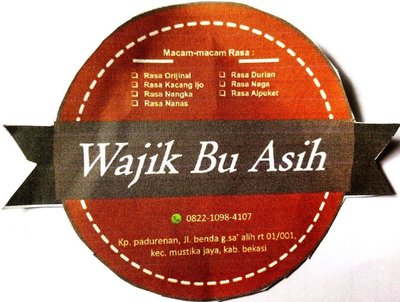 Macam-macam Rasa :
❑ Rasa Orijinal ❑ Rasa Durian
❑ Rasa Kacang Ijo ❑ Rasa Naga
❑ Rasa Nangka ❑ Rasa Alpukat
❑ Rasa Nanas
Wajik Bu Asih
0822-1098-4107
Kp. padurenan, Jl. benda g.sa' alih rt 01/001,
kec. mustika jaya, kab. bekasi